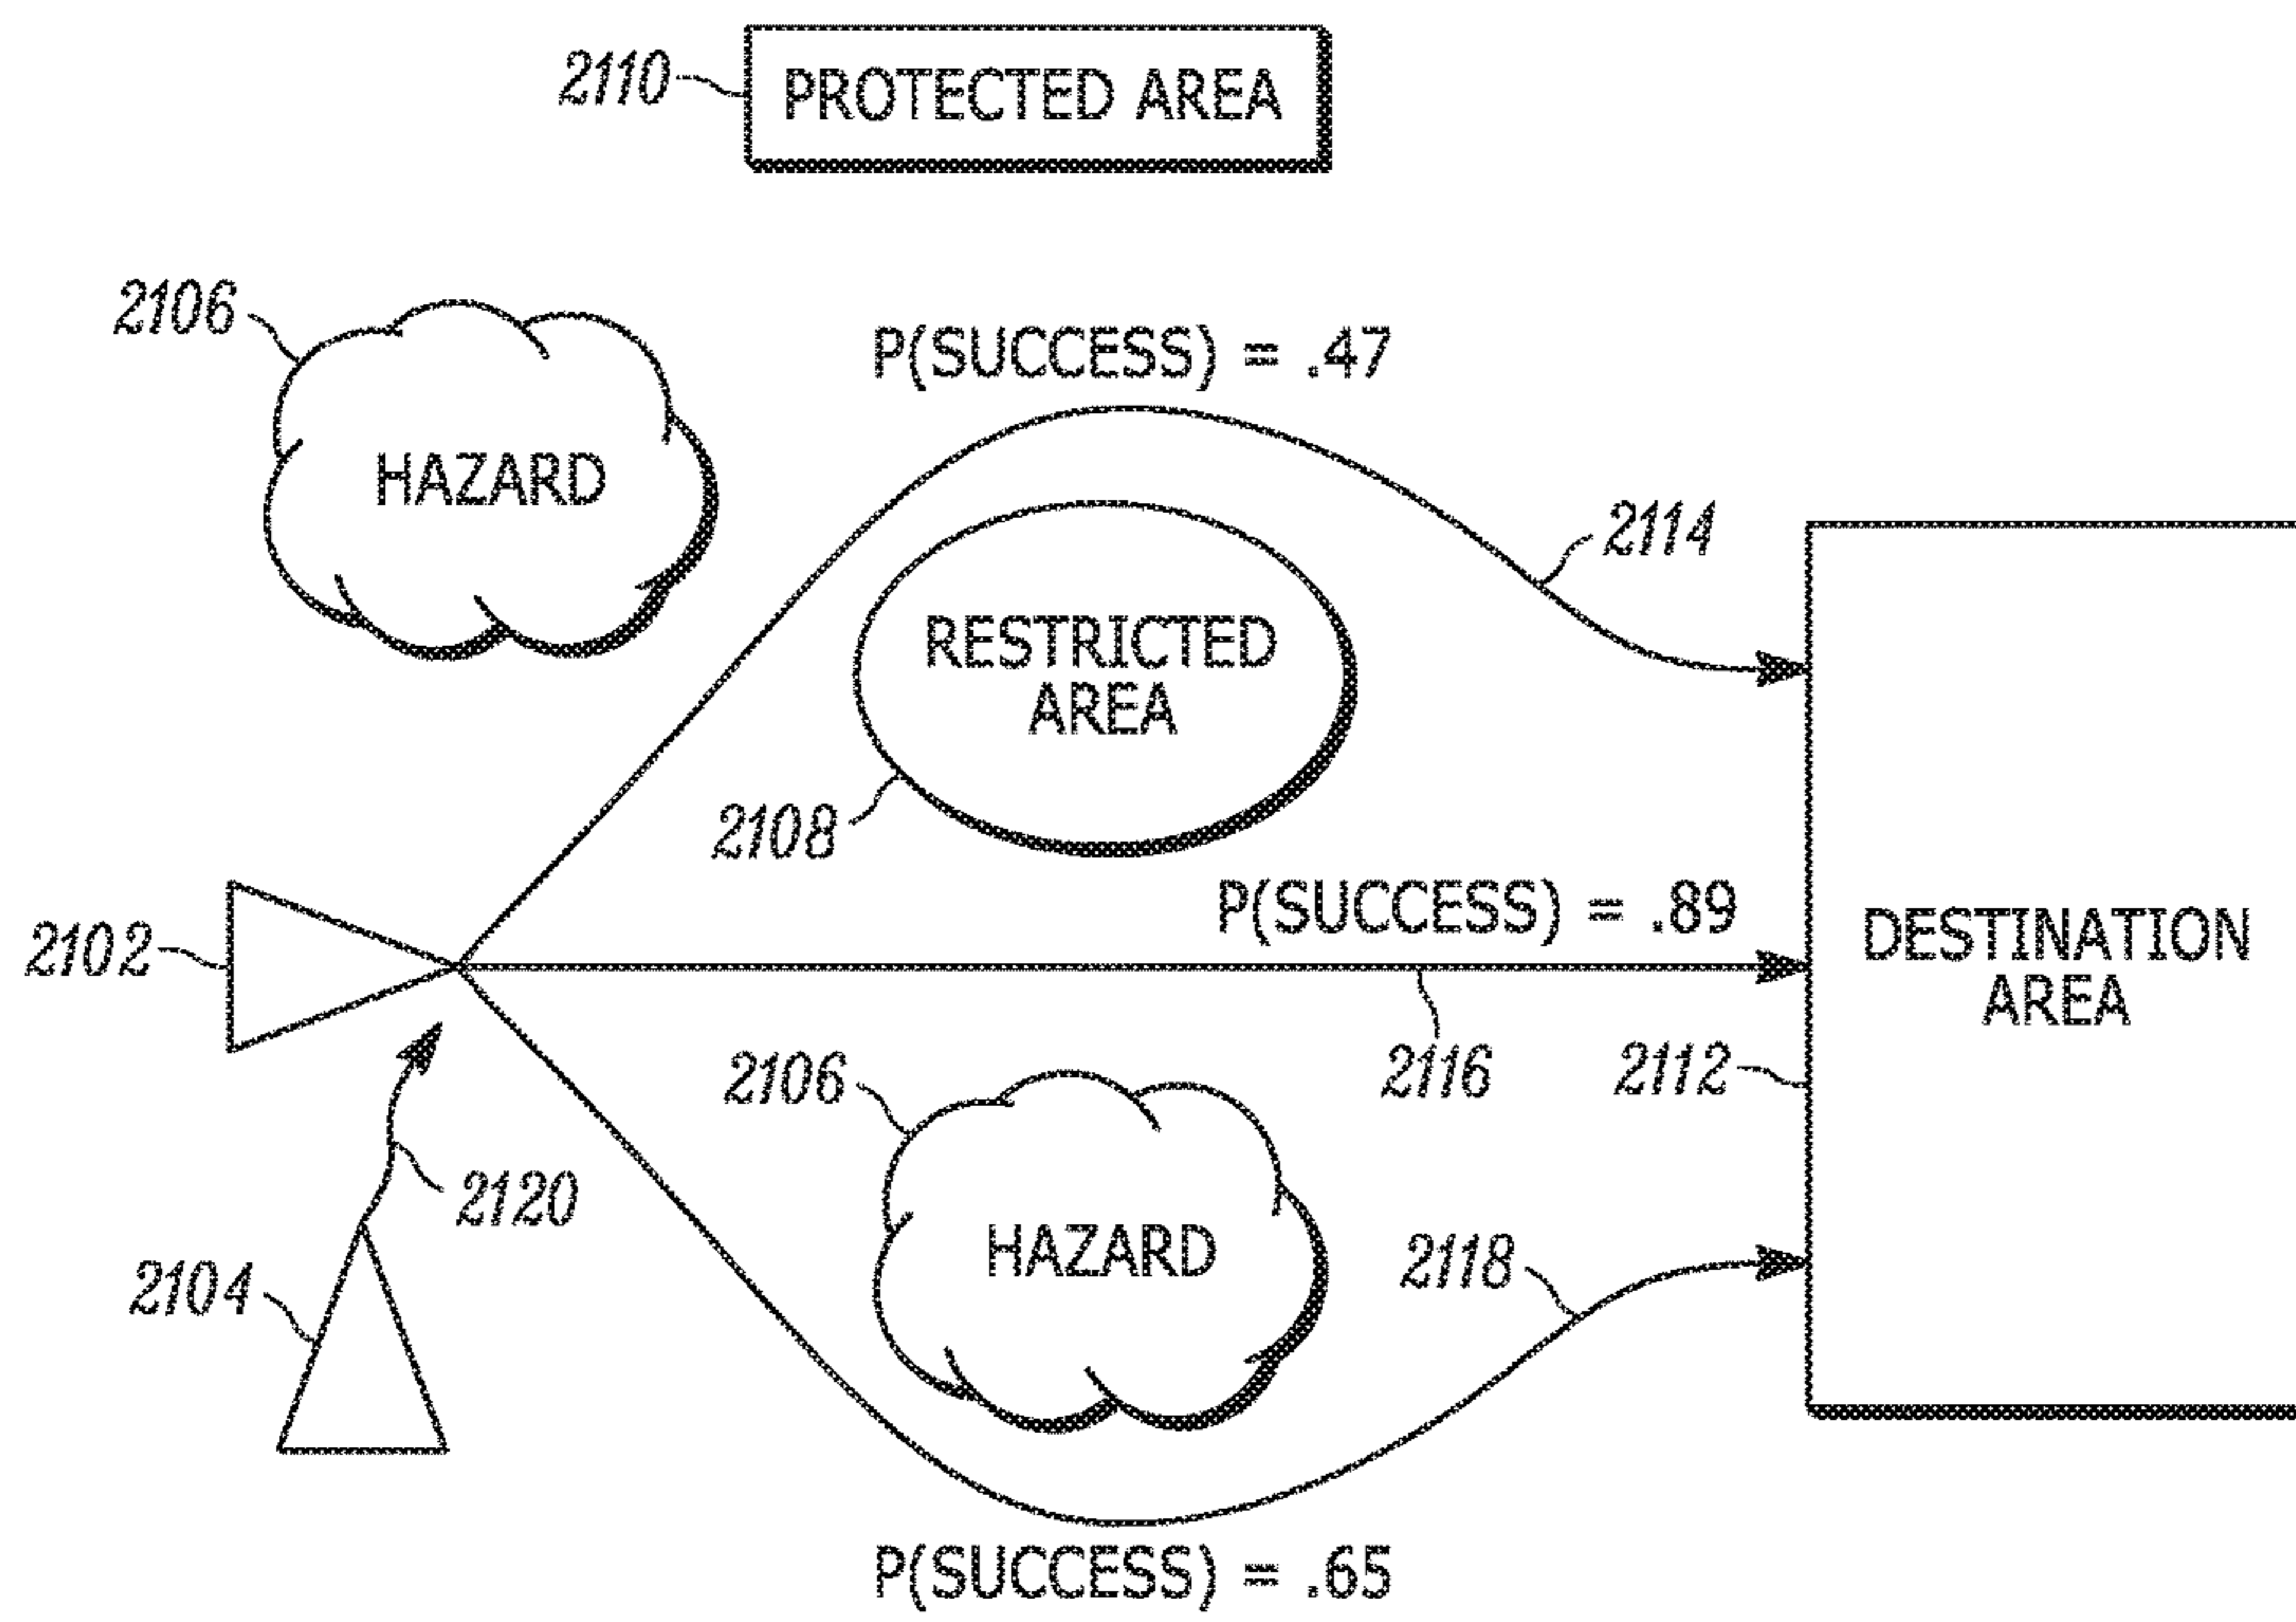 2110
PROTECTED AREA
2106
P(SUCCESS) = .47
HAZARD
2114
RESTRICTED
AREA
2108
P(SUCCESS) = .89
2102
DESTINATION
AREA
2106
2116
2112
2120
HAZARD
2118
2104
P(SUCCESS) = .65